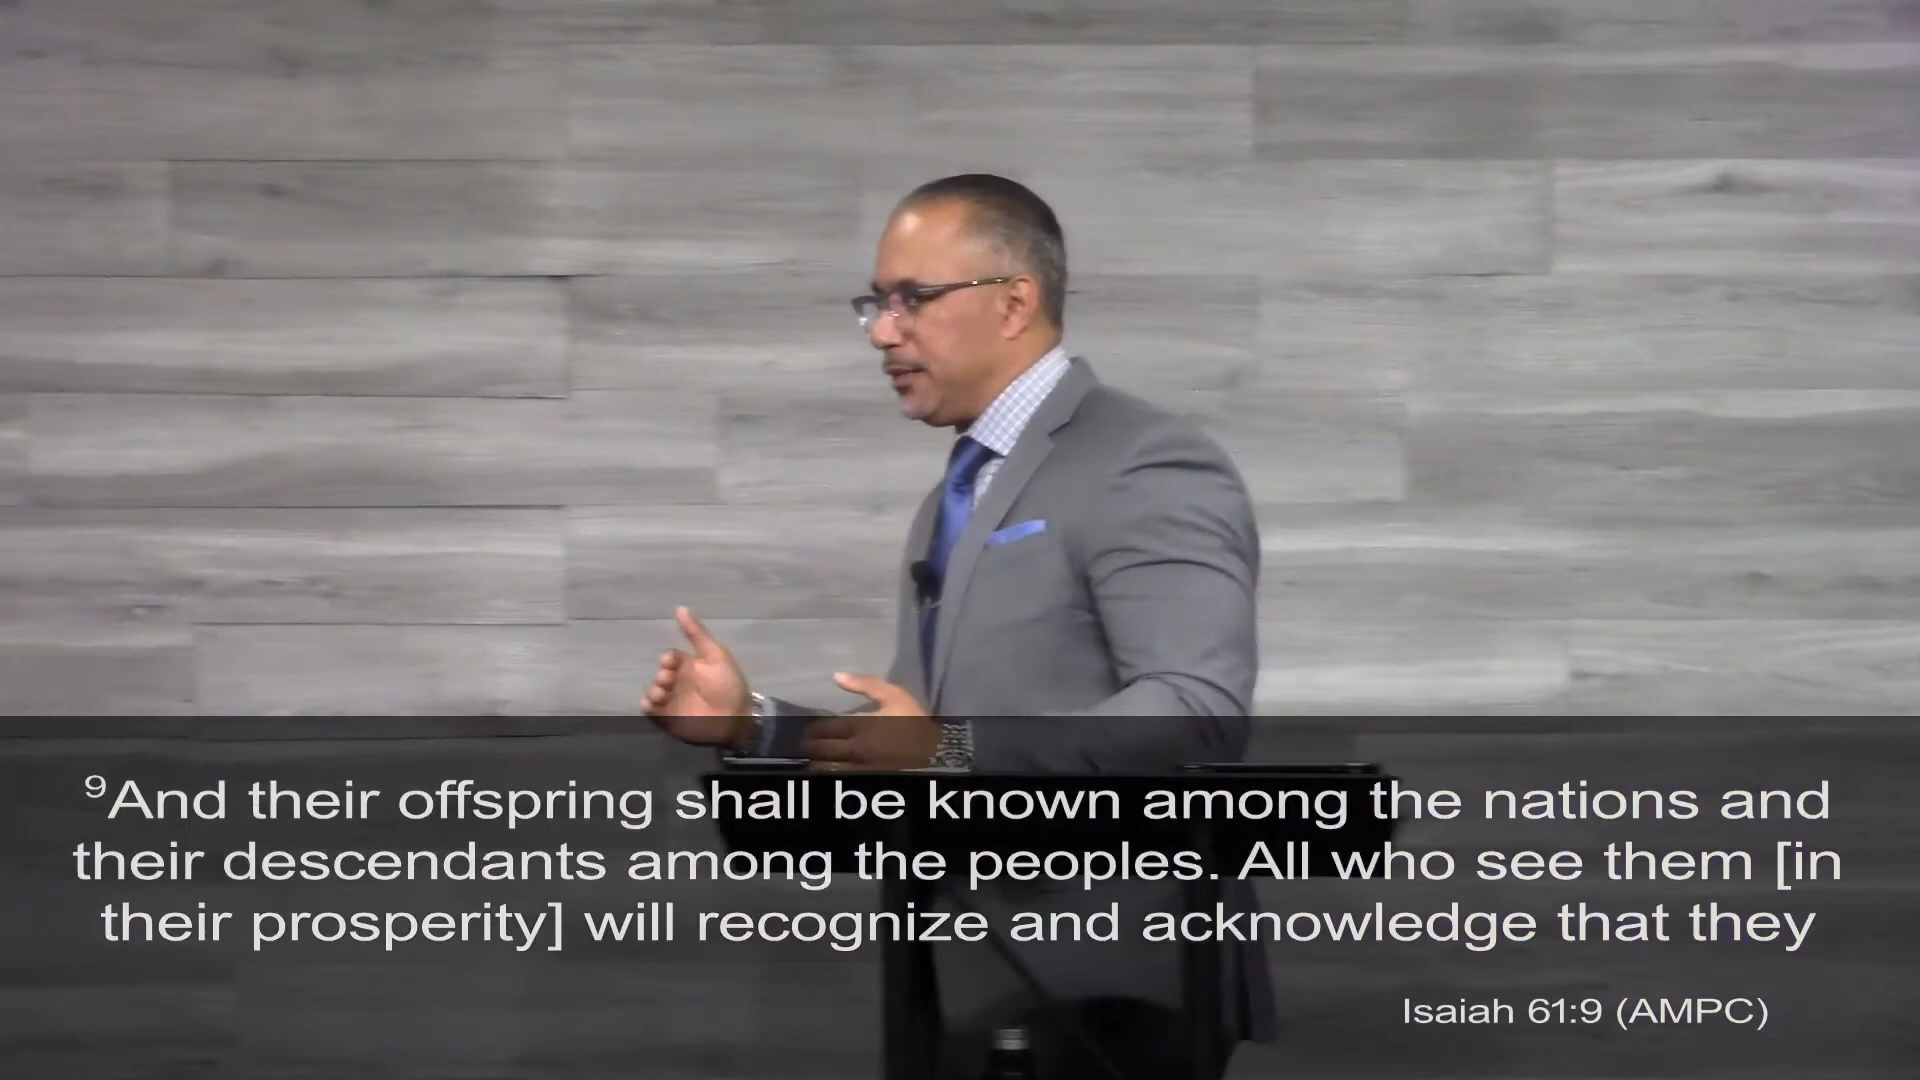 ⁹And their offspring shall be known among the nations and
their descendants among the peoples. All who see them [in
their prosperity] will recognize and acknowledge that they
Isaiah 61:9 (AMPC)